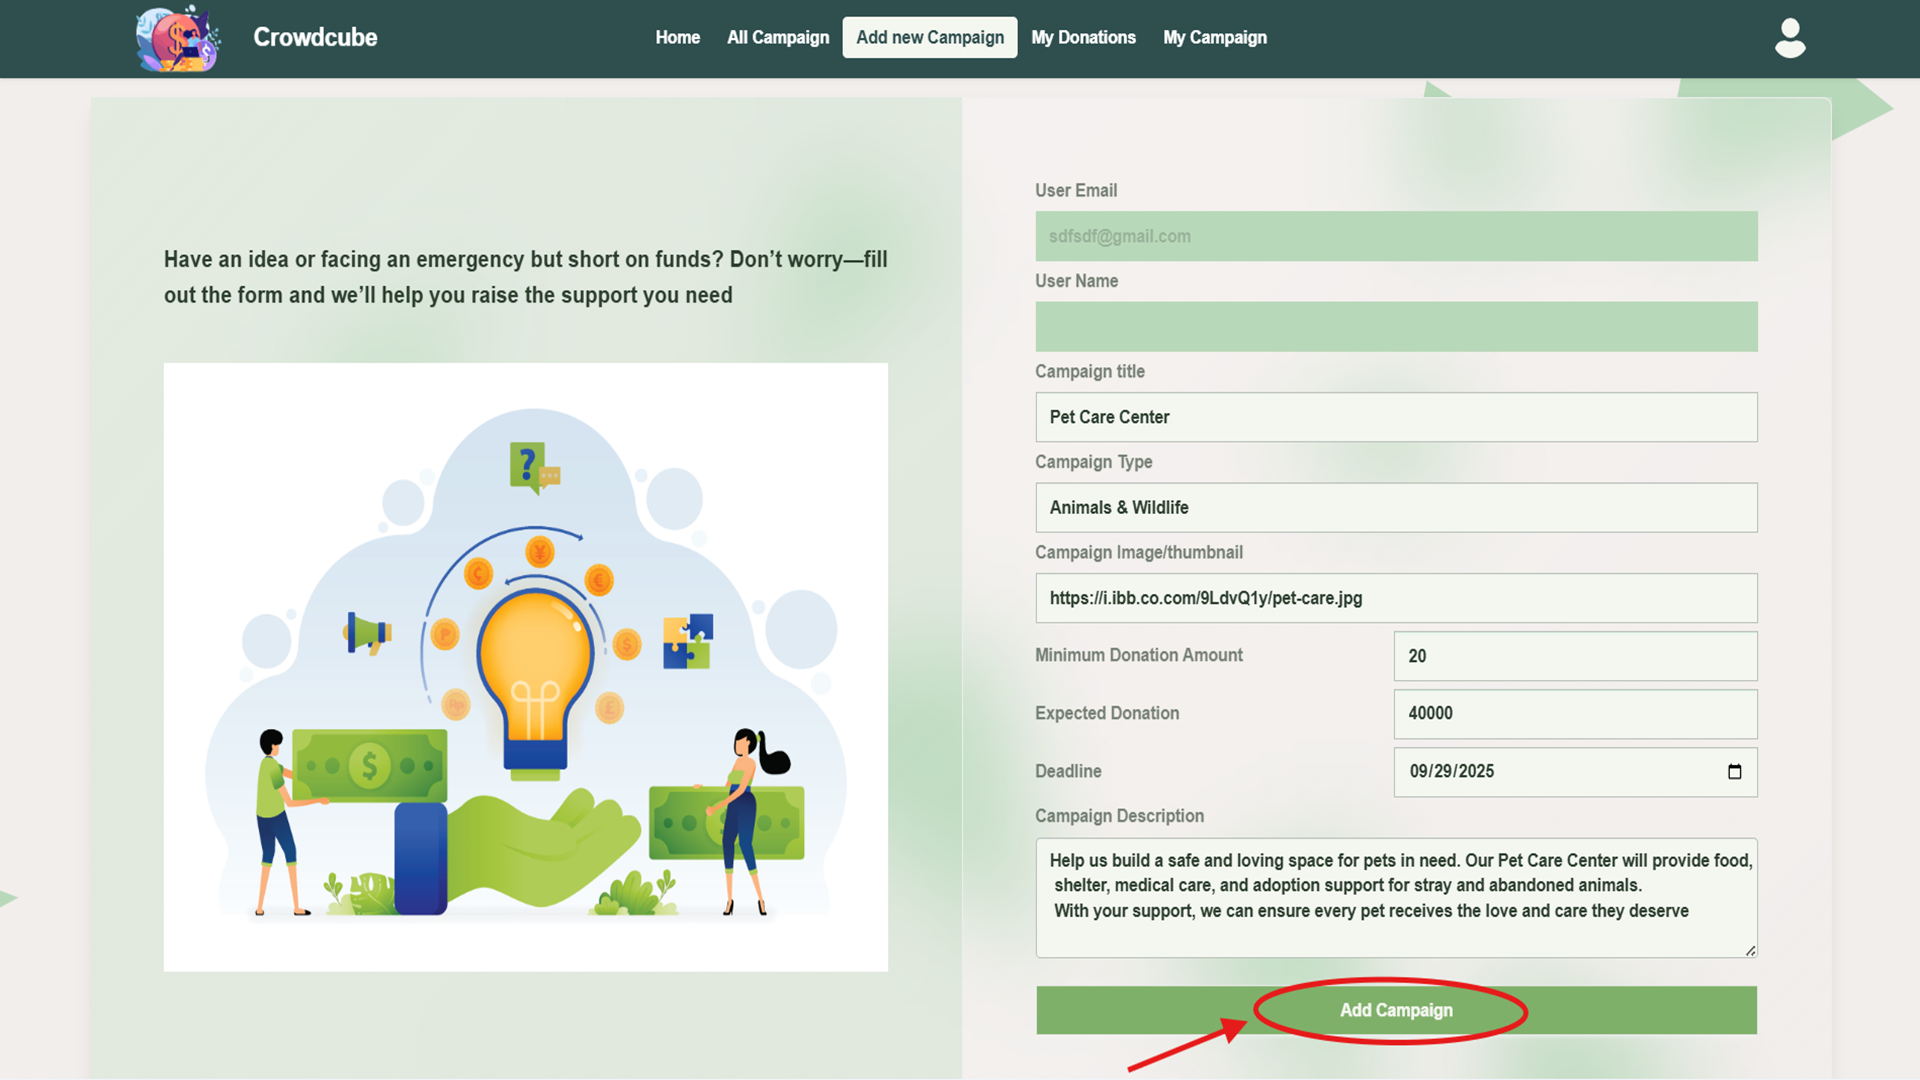 Crowdcube
Home
All Campaign
Add new Campaign
My Donations
My Campaign
Have an idea or facing an emergency but short on funds? Don’t worry—fill
out the form and we’ll help you raise the support you need
User Email
sdfsdf@gmail.com
User Name
Campaign title
Pet Care Center
Campaign Type
Animals & Wildlife
Campaign Image/thumbnail
https://i.ibb.co.com/9LdvQ1y/pet-care.jpg
Minimum Donation Amount
20
Expected Donation
40000
Deadline
09/29/2025
Campaign Description
Help us build a safe and loving space for pets in need. Our Pet Care Center will provide food,
shelter, medical care, and adoption support for stray and abandoned animals.
With your support, we can ensure every pet receives the love and care they deserve
Add Campaign